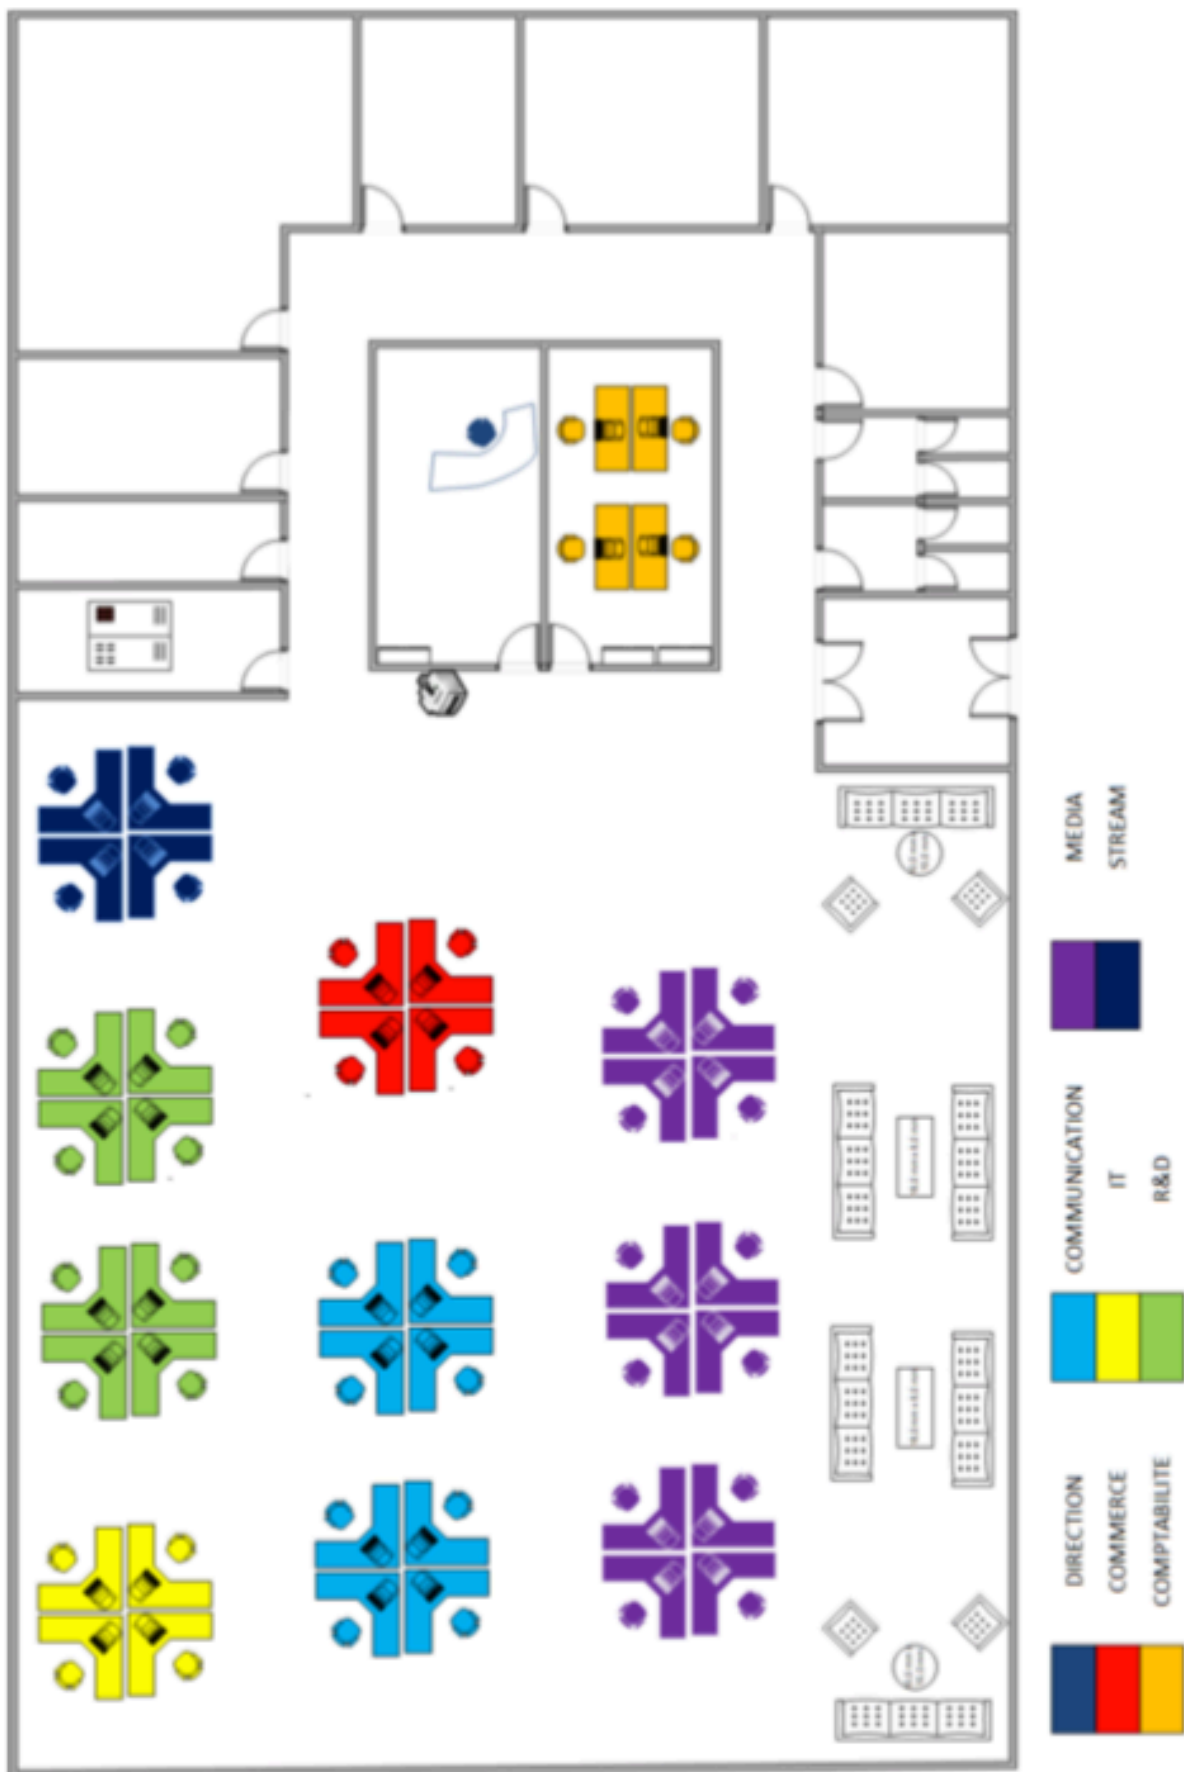 DIRECTION
COMMERCE
COMPTABILITE
COMMUNICATION
IT
R&D
MEDIA
STREAM